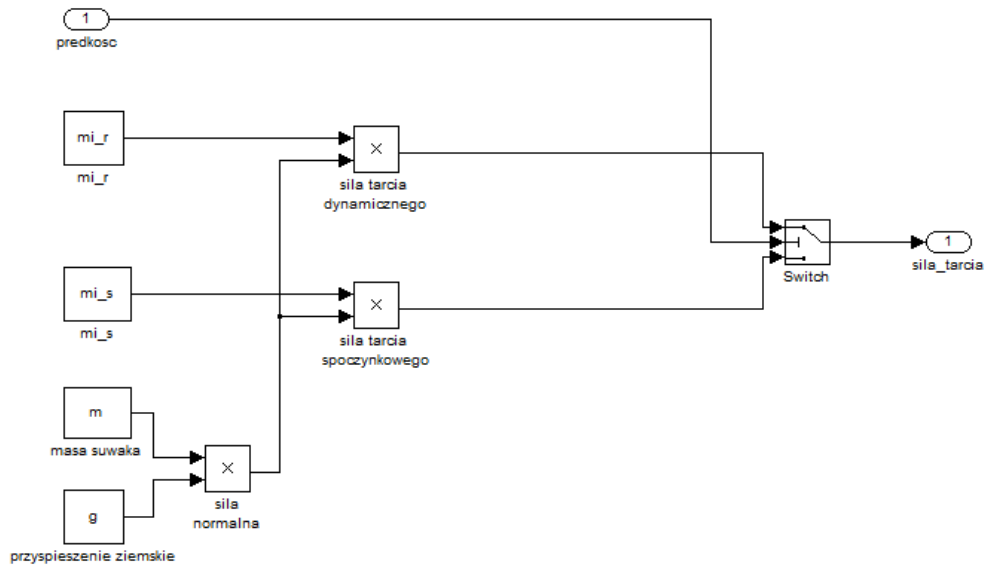 1
predkosc
mi_r
mi_r
×
sila tarcia
dynamicznego
Switch
1
sila_tarcia
mi_s
mi_s
×
sila tarcia
spoczynkowego
m
masa suwaka
×
sila
normalna
g
przyspieszenie ziemskie